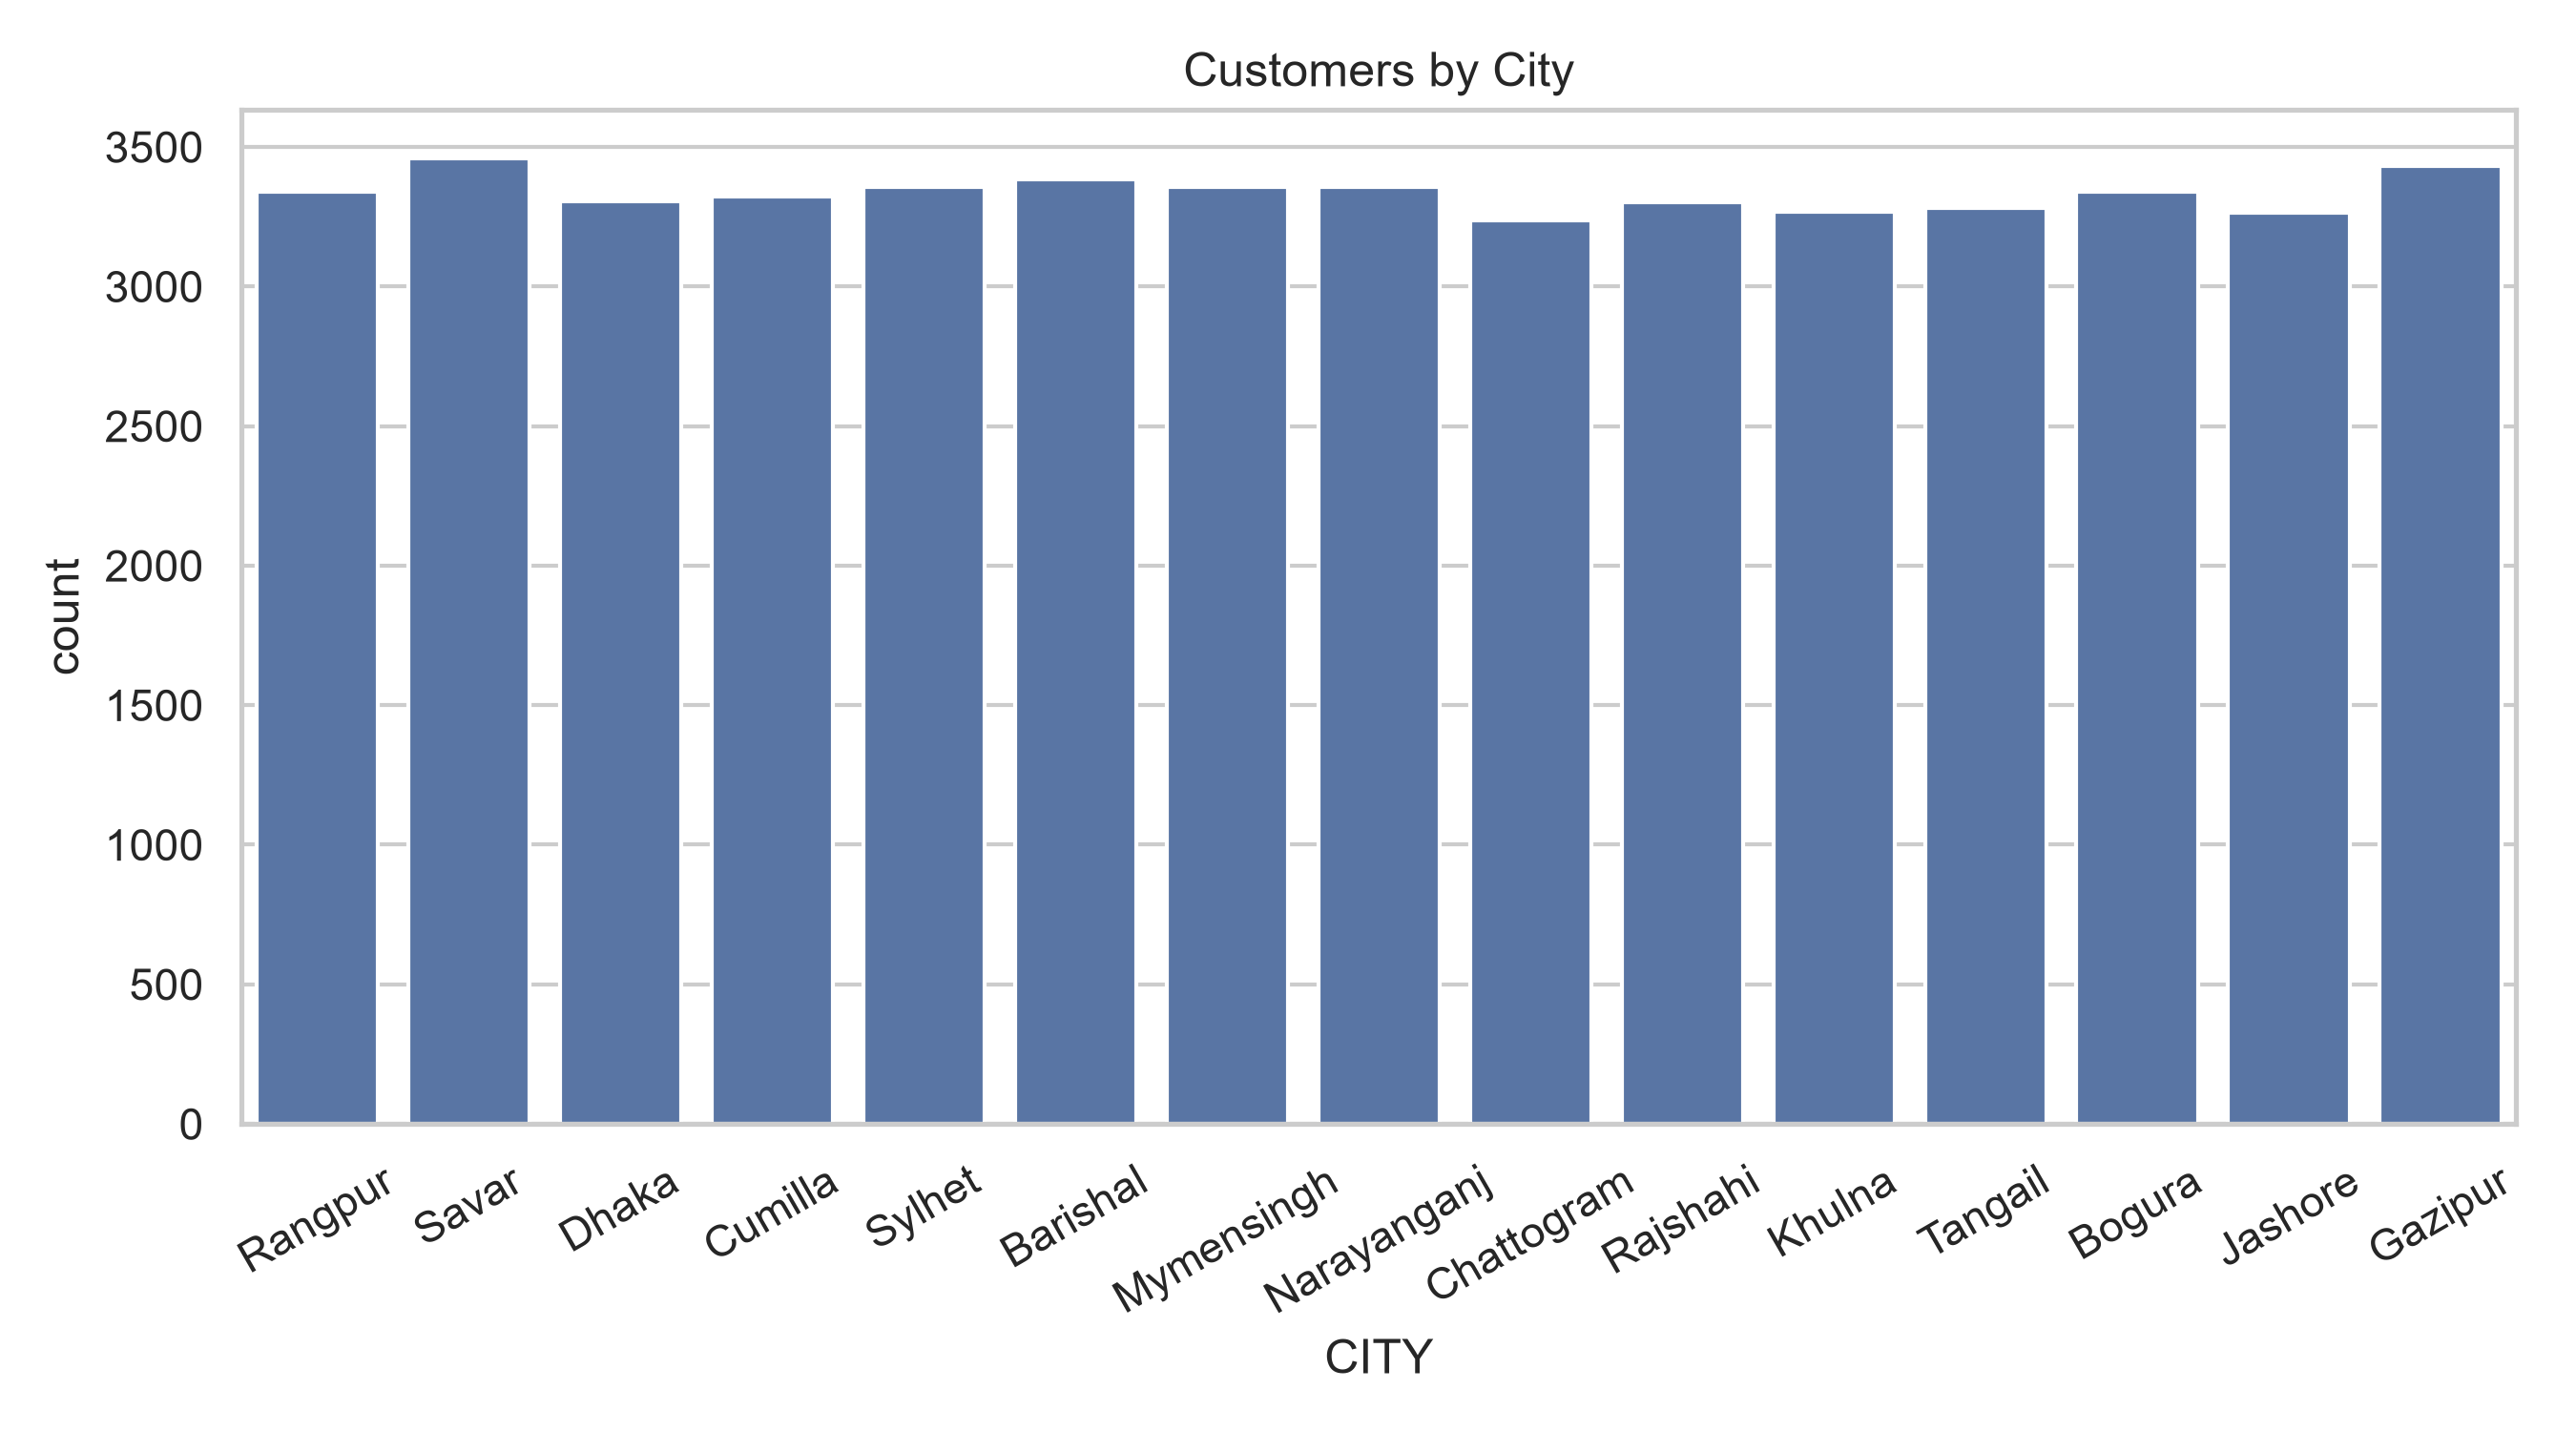 Customers by City
3500
3000
2500
2000
1500
1000
500
0
count
Rangpur
Savar
Dhaka
Cumilla
Sylhet
Barishal
Mymensingh
Narayanganj
Chattogram
Rajshahi
Khulna
Tangail
Bogura
Jashore
Gazipur
CITY